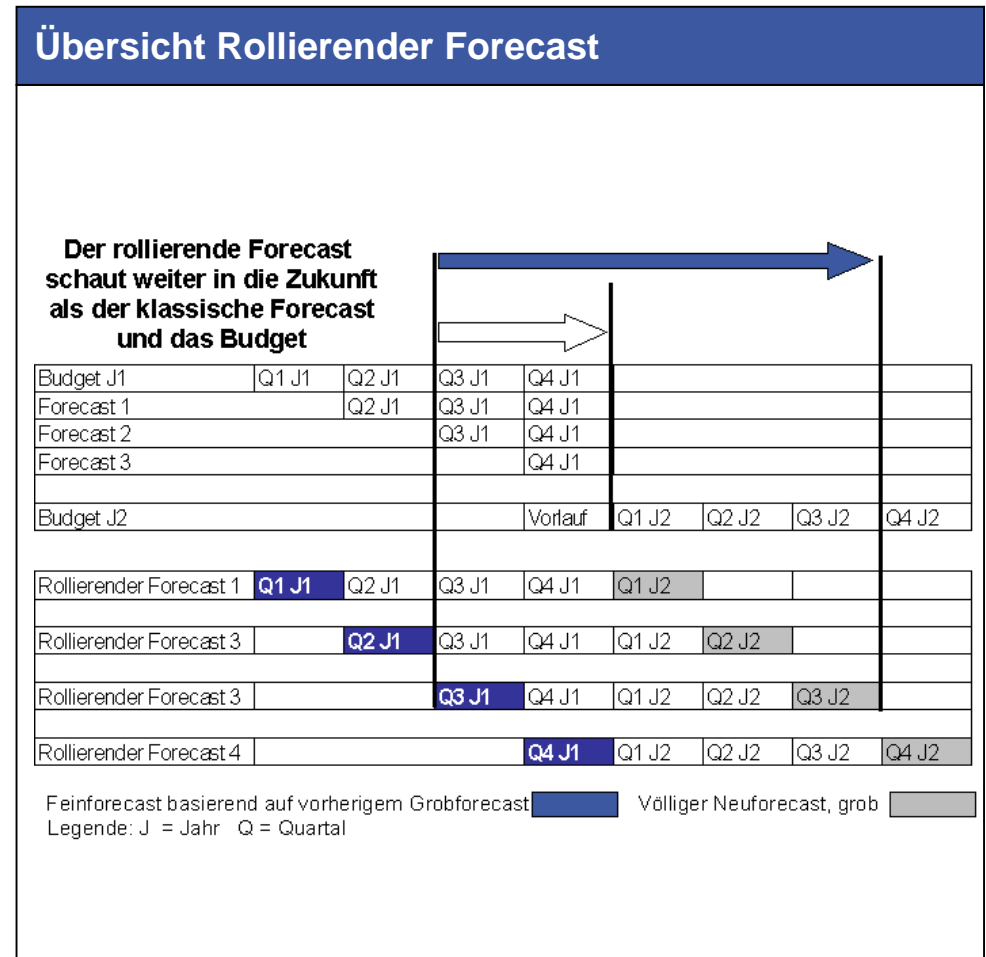 Übersicht Rollierender Forecast
Der rollierende Forecast
schaut weiter in die Zukunft
als der klassische Forecast
und das Budget
Budget J1 Q1 J1 Q2 J1 Q3 J1 Q4 J1
Forecast 1 Q2 J1 Q3 J1 Q4 J1
Forecast 2 Q3 J1 Q4 J1
Forecast 3 Q4 J1
Budget J2 Vorlauf Q1 J2 Q2 J2 Q3 J2 Q4 J2
Rollierender Forecast 1 Q1 J1 Q2 J1 Q3 J1 Q4 J1 Q1 J2
Rollierender Forecast 3 Q2 J1 Q3 J1 Q4 J1 Q1 J2 Q2 J2
Rollierender Forecast 3 Q3 J1 Q4 J1 Q1 J2 Q2 J2 Q3 J2
Rollierender Forecast 4 Q4 J1 Q1 J2 Q2 J2 Q3 J2 Q4 J2
Feinforecast basierend auf vorherigem Grobforecast Völliger Neuforecast, grob
Legende: J = Jahr Q = Quartal